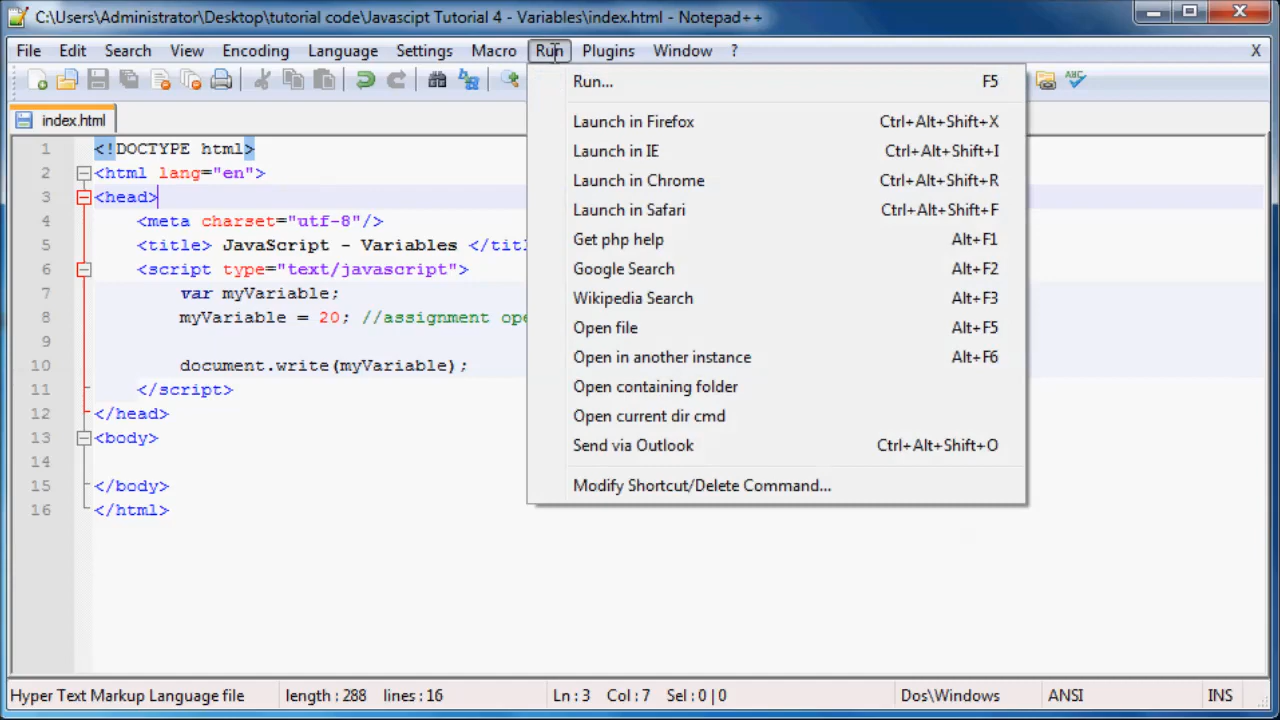 C:\Users\Administrator\Desktop\tutorial code\Javascipt Tutorial 4 - Variables\index.html - Notepad++
File Edit Search View Encoding Language Settings Macro Run Plugins Window ? X
Run... F5
index.html
Launch in Firefox Ctrl+Alt+Shift+X
Launch in IE Ctrl+Alt+Shift+I
Launch in Chrome Ctrl+Alt+Shift+R
Launch in Safari Ctrl+Alt+Shift+F
Get php help Alt+F1
Google Search Alt+F2
Wikipedia Search Alt+F3
Open file Alt+F5
Open in another instance Alt+F6
Open containing folder
Open current dir cmd
Send via Outlook Ctrl+Alt+Shift+O
Modify Shortcut/Delete Command...
1 <!DOCTYPE html>
2 <html lang="en">
3 <head>
4 <meta charset="utf-8"/>
5 <title> JavaScript - Variables </titl
6 <script type="text/javascript">
7 var myVariable;
8 myVariable = 20; //assignment ope
9
10 document.write(myVariable);
11 </script>
12 </head>
13 <body>
14
15 </body>
16 </html>
Hyper Text Markup Language file length : 288 lines : 16 Ln : 3 Col : 7 Sel : 0 | 0 Dos\Windows ANSI INS